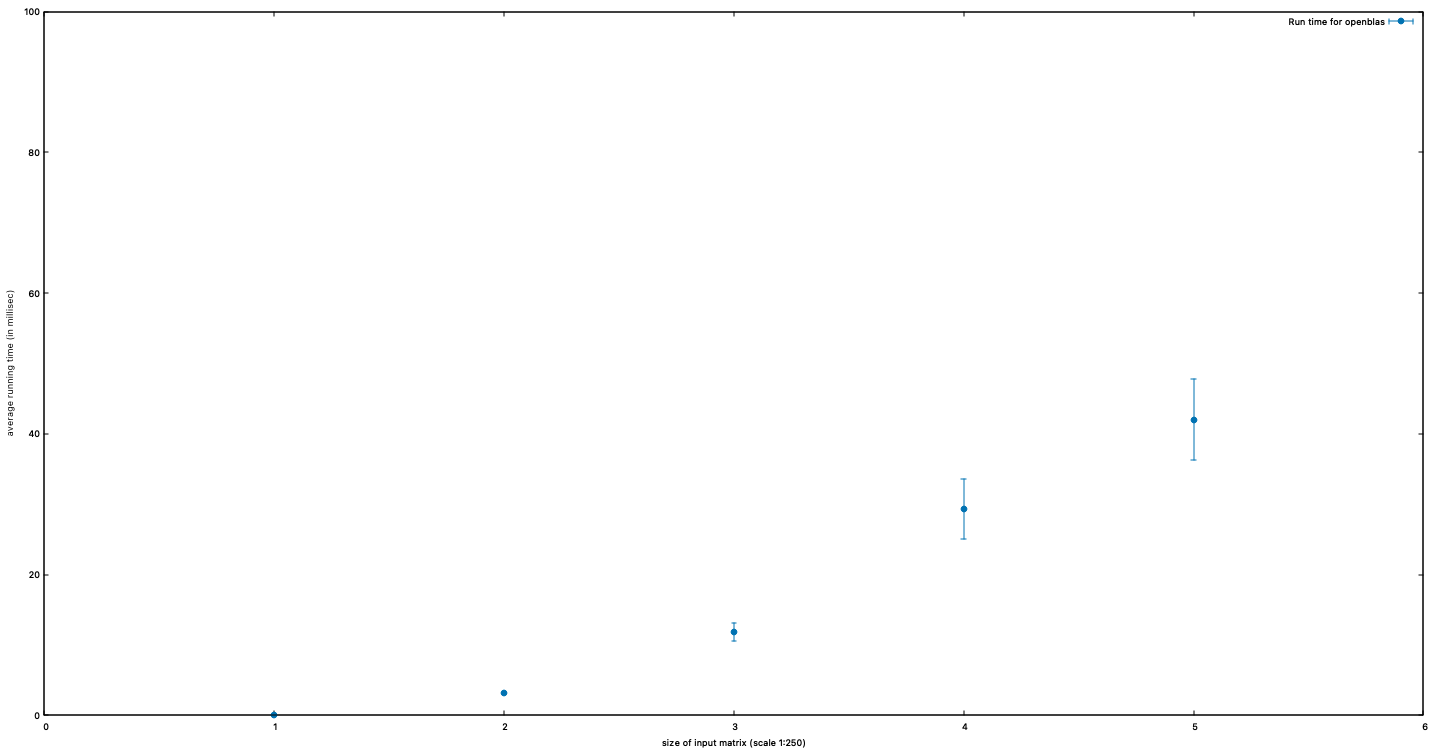 100
Run time for openblas
80
60
average running time (in millisec)
40
20
0
0 1 2 3 4 5 6
size of input matrix (scale 1:250)